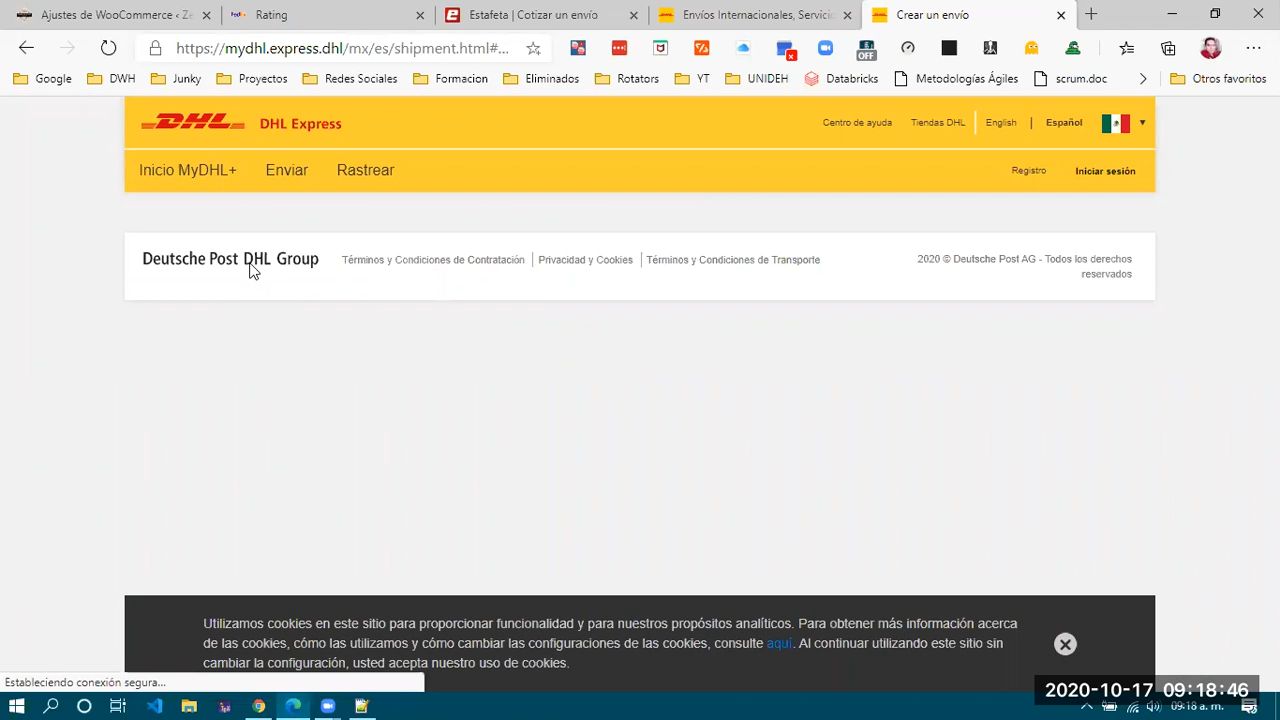 Ajustes de WooCommerce ‹ Ze
Rating
Estafeta | Cotizar un envío
Envíos Internacionales, Servicio
Crear un envío
https://mydhl.express.dhl/mx/es/shipment.html#...
OFF
Google
DWH
Junky
Proyectos
Redes Sociales
Formacion
Eliminados
Rotators
YT
UNIDEH
Databricks
Metodologías Ágiles
scrum.doc
Otros favoritos
DHL
DHL Express
Centro de ayuda
Tiendas DHL
English
|
Español
Inicio MyDHL+
Enviar
Rastrear
Registro
Iniciar sesión
Deutsche Post DHL Group
Términos y Condiciones de Contratación
Privacidad y Cookies
Términos y Condiciones de Transporte
2020 © Deutsche Post AG - Todos los derechos
reservados
Utilizamos cookies en este sitio para proporcionar funcionalidad y para nuestros propósitos analíticos. Para obtener más información acerca
de las cookies, cómo las utilizamos y cómo cambiar las configuraciones de las cookies, consulte aquí. Al continuar utilizando este sitio sin
cambiar la configuración, usted acepta nuestro uso de cookies.
Estableciendo conexión segura...
2020-10-17 09:18:46
09:18 a. m.